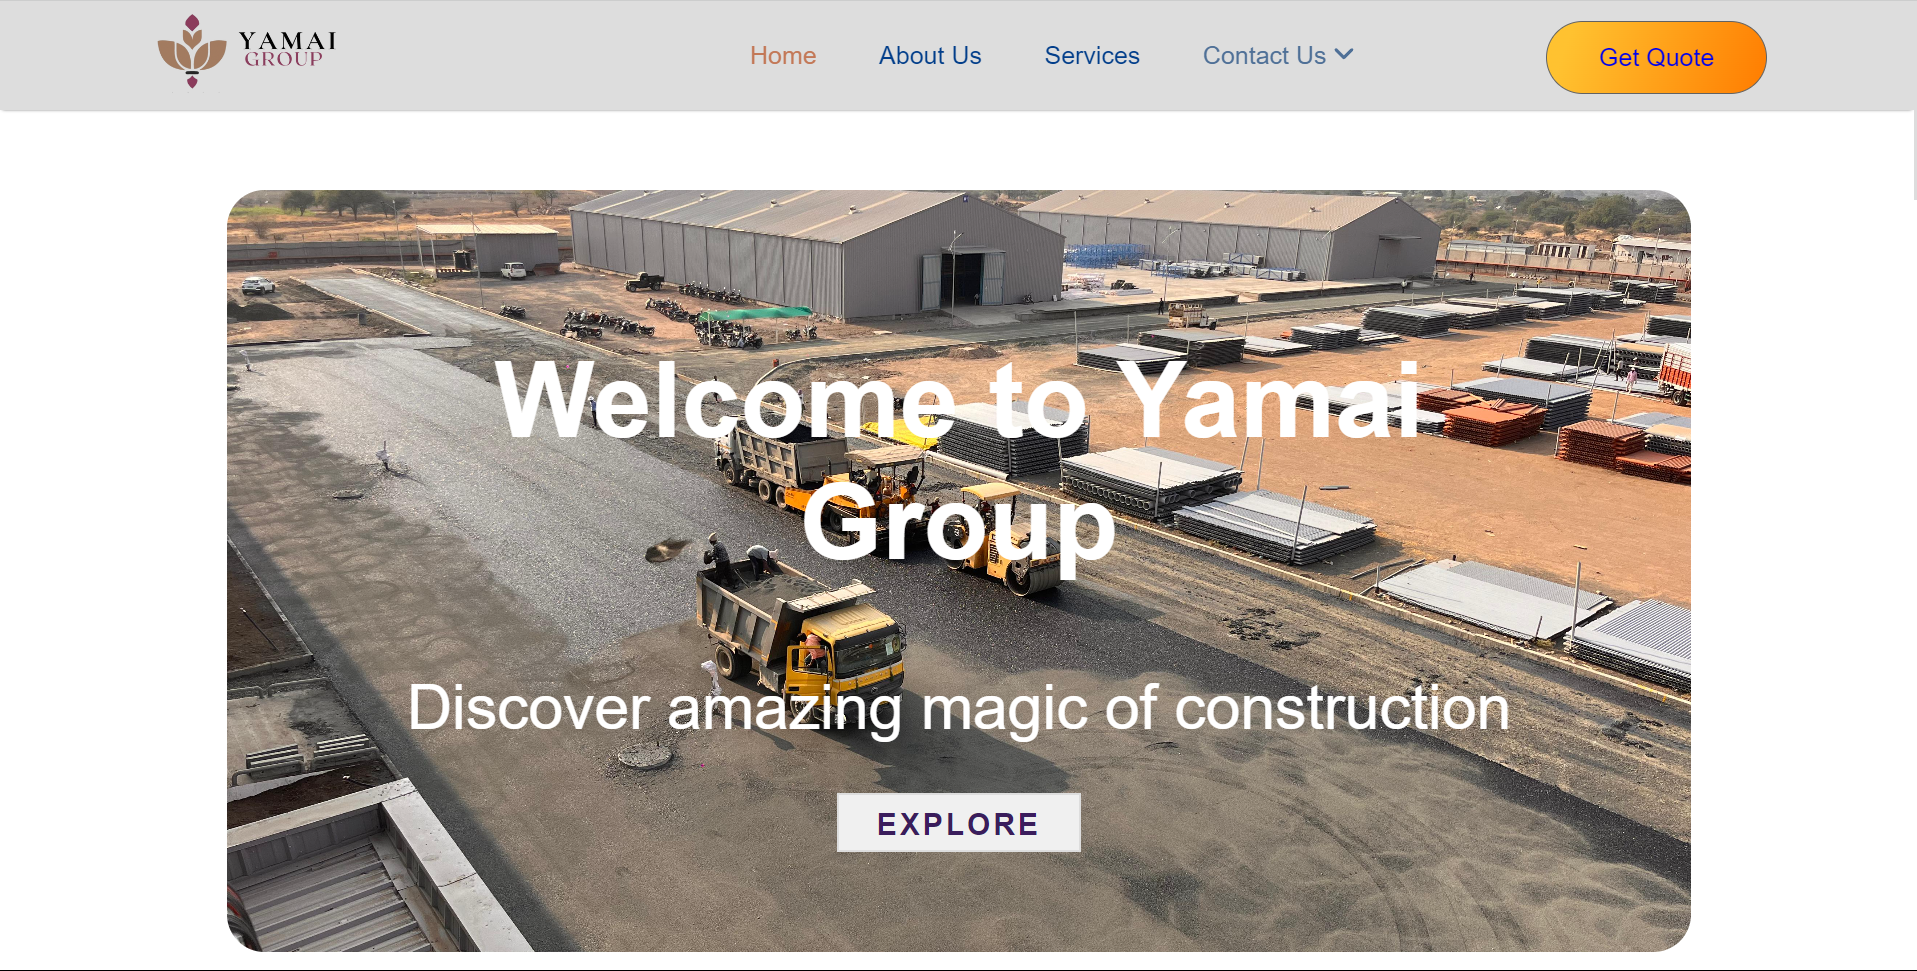 YAMAI
GROUP
Home
About Us
Services
Contact Us
Get Quote
Welcome to Yamai
Group
Discover amazing magic of construction
EXPLORE